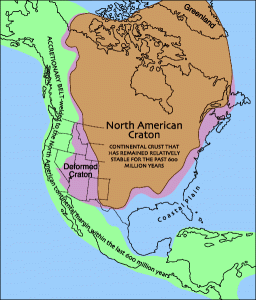 Greenland
ACCRETIONARY BELT-welded to the North American continental margin within the last 600 million years
North American
Craton
CONTINENTAL CRUST THAT
HAS REMAINED RELATIVELY
STABLE FOR THE PAST 600
MILLION YEARS
Deformed
Craton
Coastal Plain